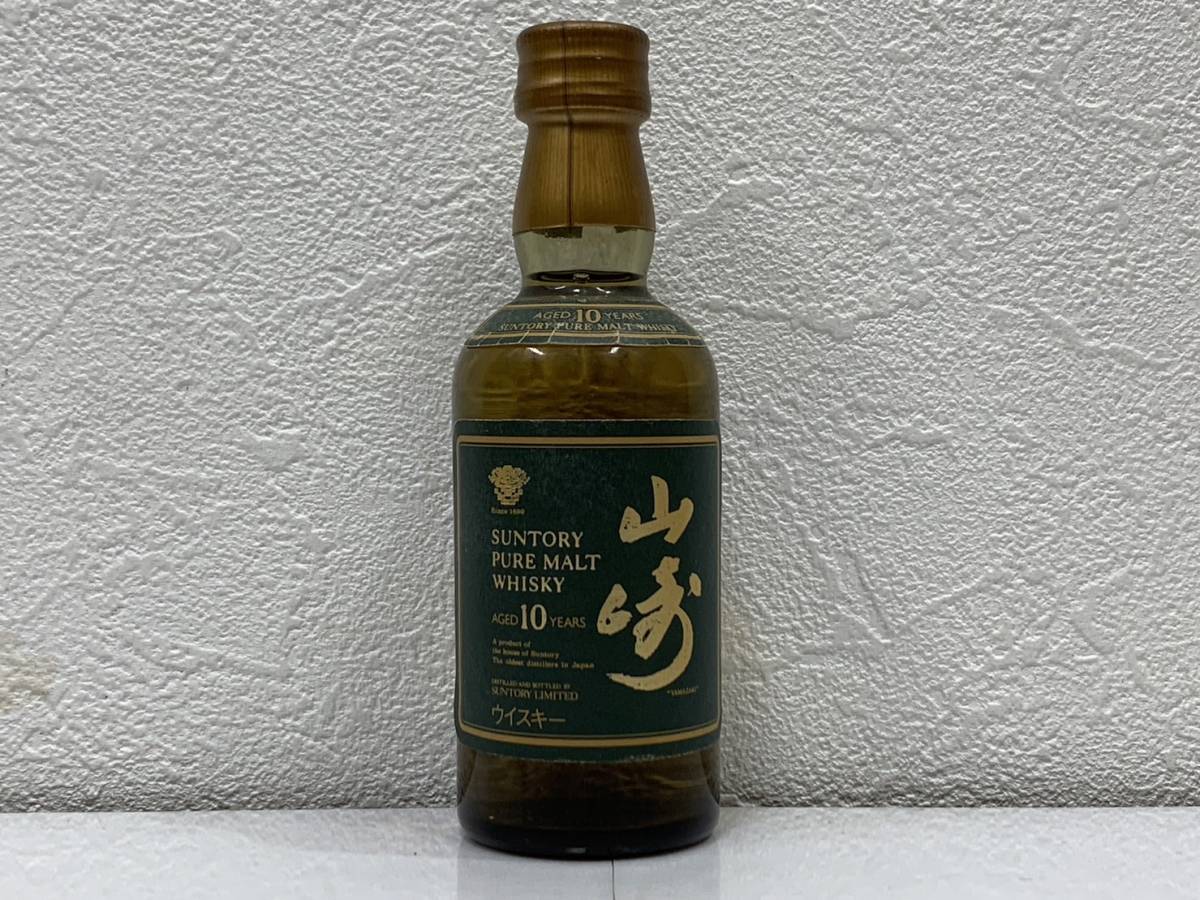 AGED 10 YEARS
SUNTORY PURE MALT WHISKY
Since 1899
SUNTORY
PURE MALT
WHISKY
AGED 10 YEARS
A product of
the house of Suntory
The oldest distillers in Japan
DISTILLED AND BOTTLED BY
SUNTORY LIMITED
ウイスキー
山崎
"YAMAZAKI"